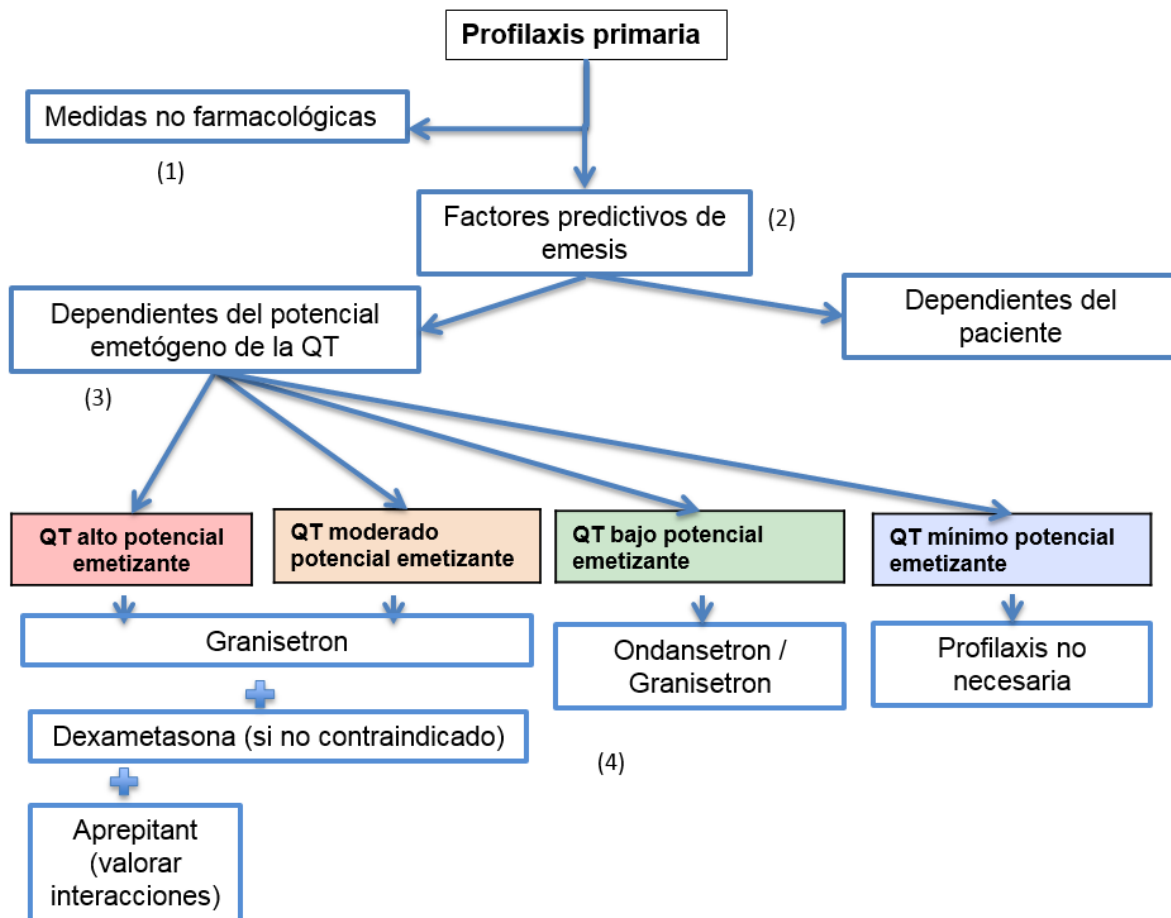 Profilaxis primaria
Medidas no farmacológicas
(1)
Factores predictivos de
emesis
(2)
Dependientes del potencial
emetógeno de la QT
(3)
Dependientes del
paciente
QT alto potencial
emetizante
QT moderado
potencial emetizante
QT bajo potencial
emetizante
QT mínimo potencial
emetizante
Granisetron
Ondansetron /
Granisetron
Profilaxis no
necesaria
Dexametasona (si no contraindicado)
(4)
Aprepitant
(valorar
interacciones)